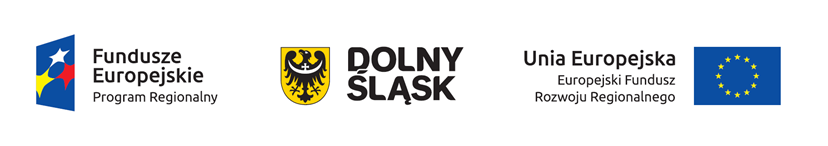 Fundusze
Europejskie
Program Regionalny
DOLNY
ŚLĄSK
Unia Europejska
Europejski Fundusz
Rozwoju Regionalnego